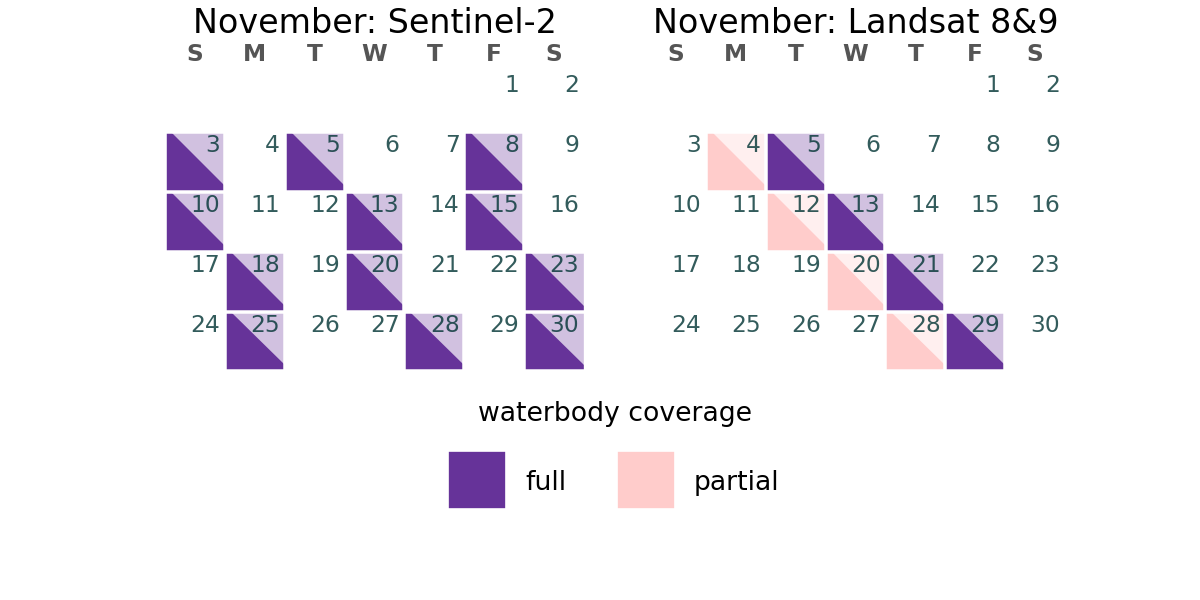 November: Sentinel-2
S M T W T F S
1 2
3 4 5 6 7 8 9
10 11 12 13 14 15 16
17 18 19 20 21 22 23
24 25 26 27 28 29 30
November: Landsat 8&9
S M T W T F S
1 2
3 4 5 6 7 8 9
10 11 12 13 14 15 16
17 18 19 20 21 22 23
24 25 26 27 28 29 30
waterbody coverage
full
partial